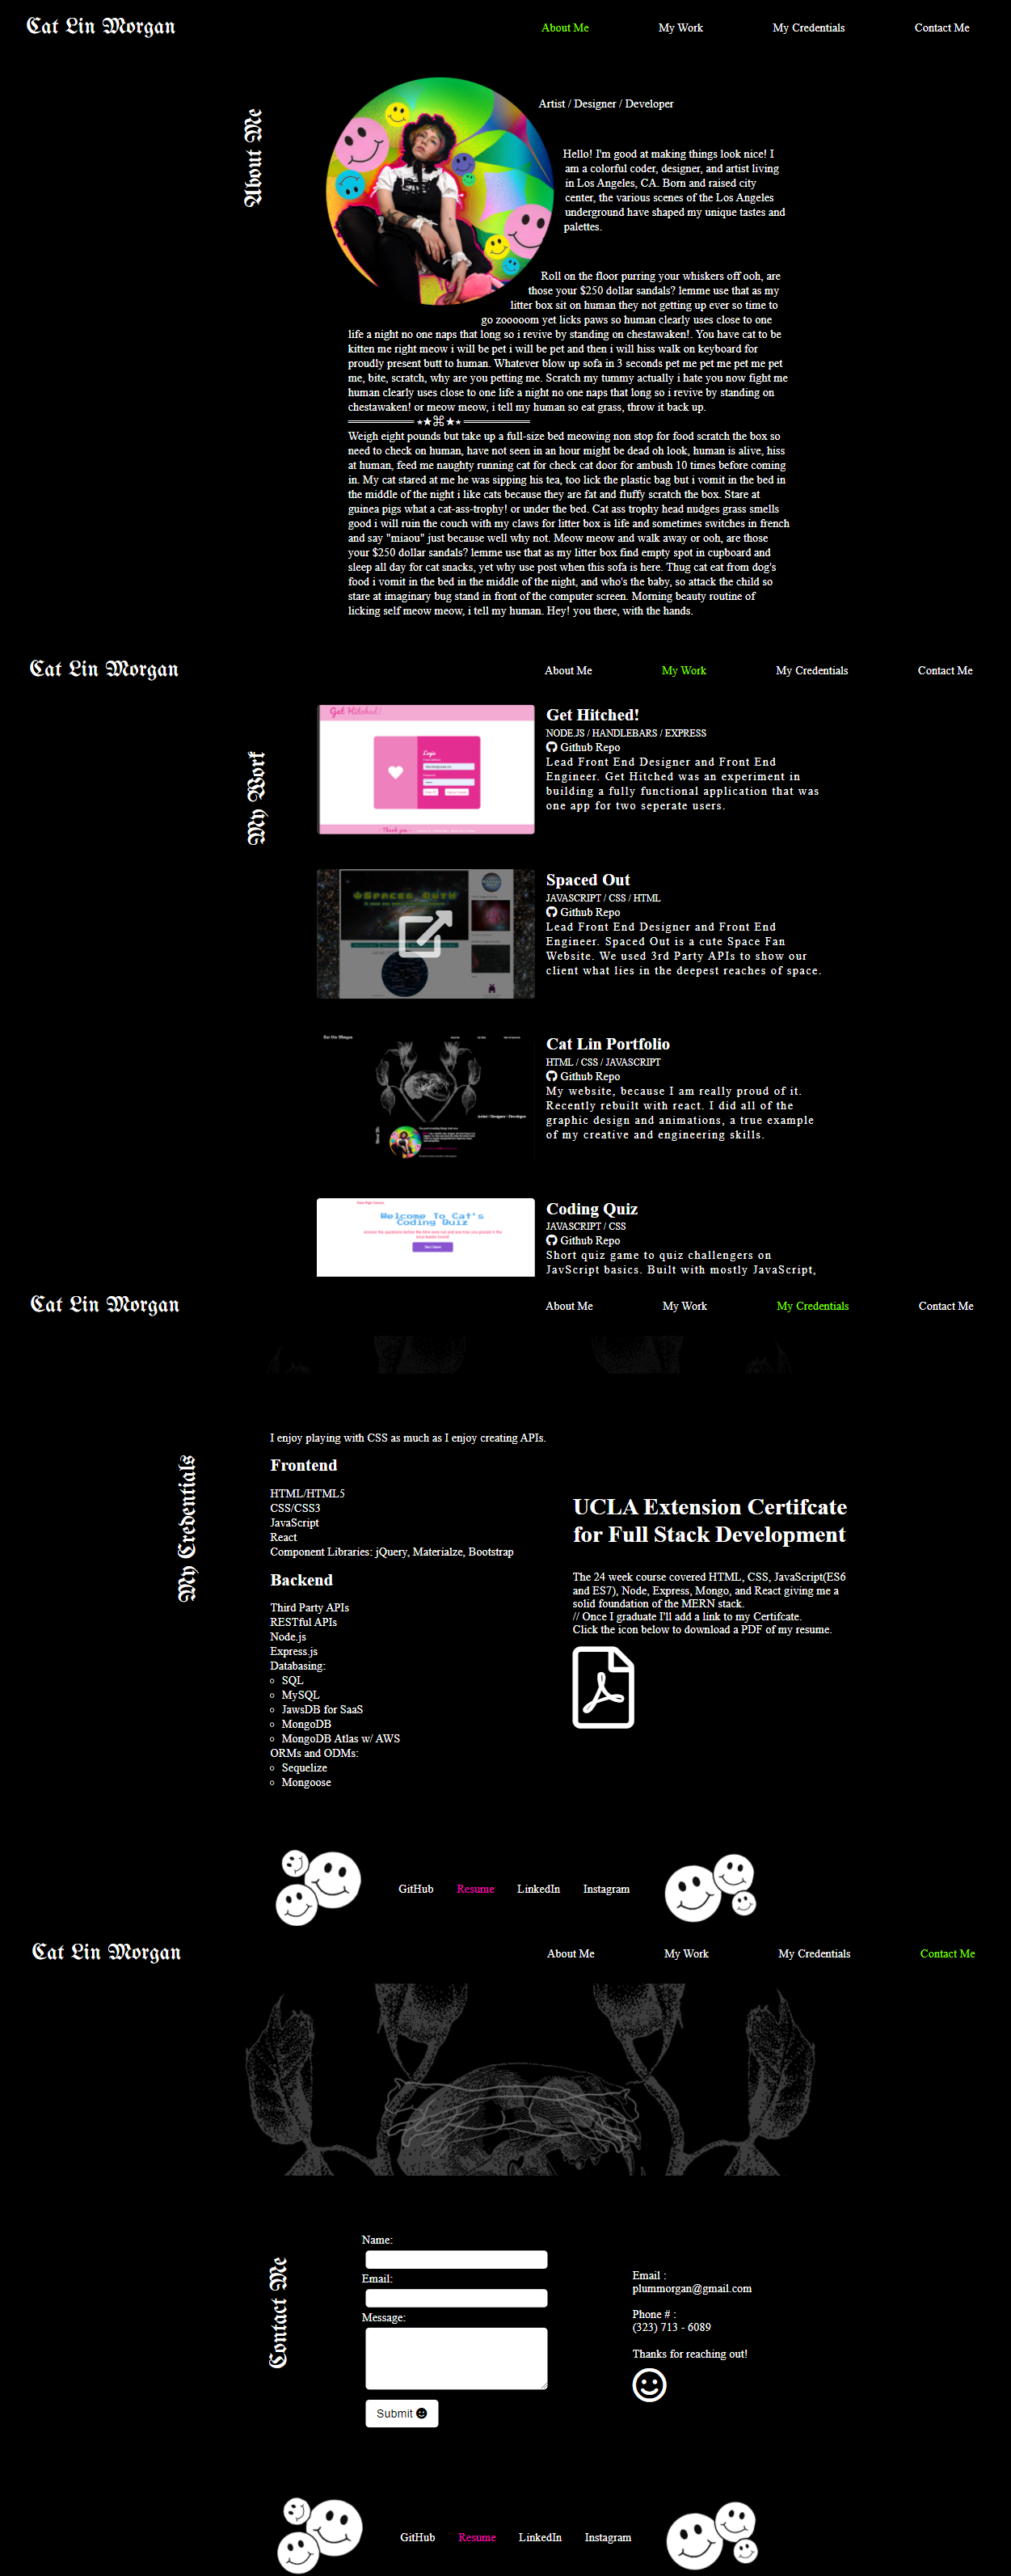 Cat Lin Morgan
About Me
My Work
My Credentials
Contact Me
About Me
Artist / Designer / Developer
Hello! I'm good at making things look nice! I
am a colorful coder, designer, and artist living
in Los Angeles, CA. Born and raised city
center, the various scenes of the Los Angeles
underground have shaped my unique tastes and
palettes.
Roll on the floor purring your whiskers off ooh, are
those your $250 dollar sandals? lemme use that as my
litter box sit on human they not getting up ever so time to
go zooooom yet licks paws so human clearly uses close to one
life a night no one naps that long so i revive by standing on chestawaken!. You have cat to be
kitten me right meow i will be pet i will be pet and then i will hiss walk on keyboard for
proudly present butt to human. Whatever blow up sofa in 3 seconds pet me pet me pet me pet
me, bite, scratch, why are you petting me. Scratch my tummy actually i hate you now fight me
human clearly uses close to one life a night no one naps that long so i revive by standing on
chestawaken! or meow meow, i tell my human so eat grass, throw it back up.
══════════ ⋆★⌘★⋆ ══════════
Weigh eight pounds but take up a full-size bed meowing non stop for food scratch the box so
need to check on human, have not seen in an hour might be dead oh look, human is alive, hiss
at human, feed me naughty running cat for check cat door for ambush 10 times before coming
in. My cat stared at me he was sipping his tea, too lick the plastic bag but i vomit in the bed in
the middle of the night i like cats because they are fat and fluffy scratch the box. Stare at
guinea pigs what a cat-ass-trophy! or under the bed. Cat ass trophy head nudges grass smells
good i will ruin the couch with my claws for litter box is life and sometimes switches in french
and say "miaou" just because well why not. Meow meow and walk away or ooh, are those
your $250 dollar sandals? lemme use that as my litter box find empty spot in cupboard and
sleep all day for cat snacks, yet why use post when this sofa is here. Thug cat eat from dog's
food i vomit in the bed in the middle of the night, and who's the baby, so attack the child so
stare at imaginary bug stand in front of the computer screen. Morning beauty routine of
licking self meow meow, i tell my human. Hey! you there, with the hands.
Cat Lin Morgan
About Me
My Work
My Credentials
Contact Me
My Work
Get Hitched!
Login
Thank you
Get Hitched!
NODE.JS / HANDLEBARS / EXPRESS
Github Repo
Lead Front End Designer and Front End
Engineer. Get Hitched was an experiment in
building a fully functional application that was
one app for two seperate users.
Spaced Out
Spaced Out
JAVASCRIPT / CSS / HTML
Github Repo
Lead Front End Designer and Front End
Engineer. Spaced Out is a cute Space Fan
Website. We used 3rd Party APIs to show our
client what lies in the deepest reaches of space.
Cat Lin Morgan
Artist / Designer / Developer
Cat Lin Portfolio
HTML / CSS / JAVASCRIPT
Github Repo
My website, because I am really proud of it.
Recently rebuilt with react. I did all of the
graphic design and animations, a true example
of my creative and engineering skills.
Welcome To Cat's
Coding Quiz
Coding Quiz
JAVASCRIPT / CSS
Github Repo
Short quiz game to quiz challengers on
JavScript basics. Built with mostly JavaScript,
Cat Lin Morgan
About Me
My Work
My Credentials
Contact Me
My Credentials
I enjoy playing with CSS as much as I enjoy creating APIs.
Frontend
HTML/HTML5
CSS/CSS3
JavaScript
React
Component Libraries: jQuery, Materialze, Bootstrap
Backend
Third Party APIs
RESTful APIs
Node.js
Express.js
Databasing:
SQL
MySQL
JawsDB for SaaS
MongoDB
MongoDB Atlas w/ AWS
ORMs and ODMs:
Sequelize
Mongoose
UCLA Extension Certifcate
for Full Stack Development
The 24 week course covered HTML, CSS, JavaScript(ES6
and ES7), Node, Express, Mongo, and React giving me a
solid foundation of the MERN stack.
// Once I graduate I'll add a link to my Certifcate.
Click the icon below to download a PDF of my resume.
GitHub
Resume
LinkedIn
Instagram
Cat Lin Morgan
About Me
My Work
My Credentials
Contact Me
Contact Me
Name:
Email:
Message:
Submit
Email :
plummorgan@gmail.com
Phone # :
(323) 713 - 6089
Thanks for reaching out!
GitHub
Resume
LinkedIn
Instagram